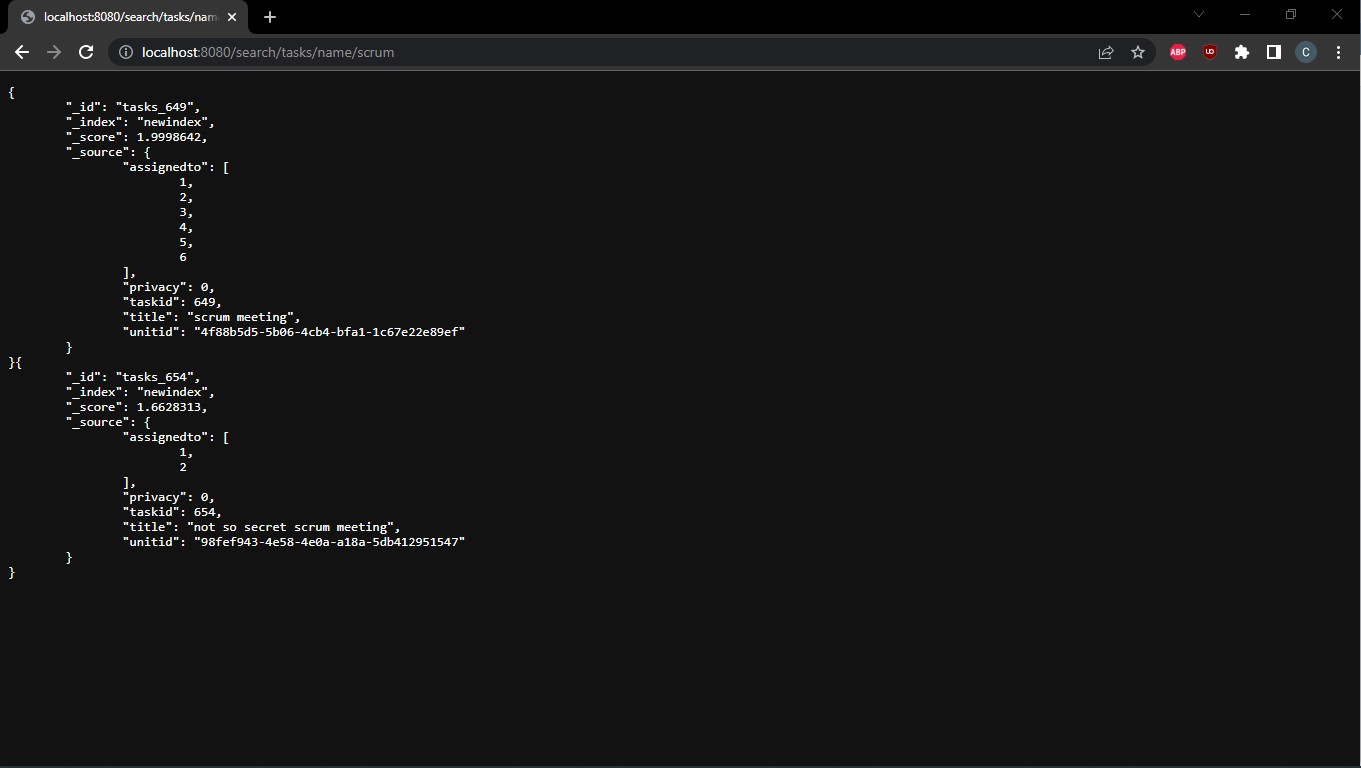 localhost:8080/search/tasks/nam
localhost:8080/search/tasks/name/scrum
ABP
UD
C
{
	"_id": "tasks_649",
	"_index": "newindex",
	"_score": 1.9998642,
	"_source": {
		"assignedto": [
			1,
			2,
			3,
			4,
			5,
			6
		],
		"privacy": 0,
		"taskid": 649,
		"title": "scrum meeting",
		"unitid": "4f88b5d5-5b06-4cb4-bfa1-1c67e22e89ef"
	}
}{
	"_id": "tasks_654",
	"_index": "newindex",
	"_score": 1.6628313,
	"_source": {
		"assignedto": [
			1,
			2
		],
		"privacy": 0,
		"taskid": 654,
		"title": "not so secret scrum meeting",
		"unitid": "98fef943-4e58-4e0a-a18a-5db412951547"
	}
}